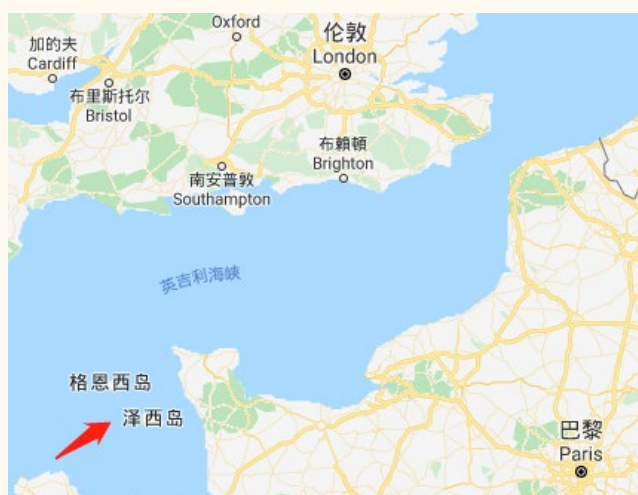 Oxford
伦敦
London
加的夫
Cardiff
布里斯托尔
Bristol
布賴頓
Brighton
南安普敦
Southampton
英吉利海峡
格恩西岛
泽西岛
巴黎
Paris